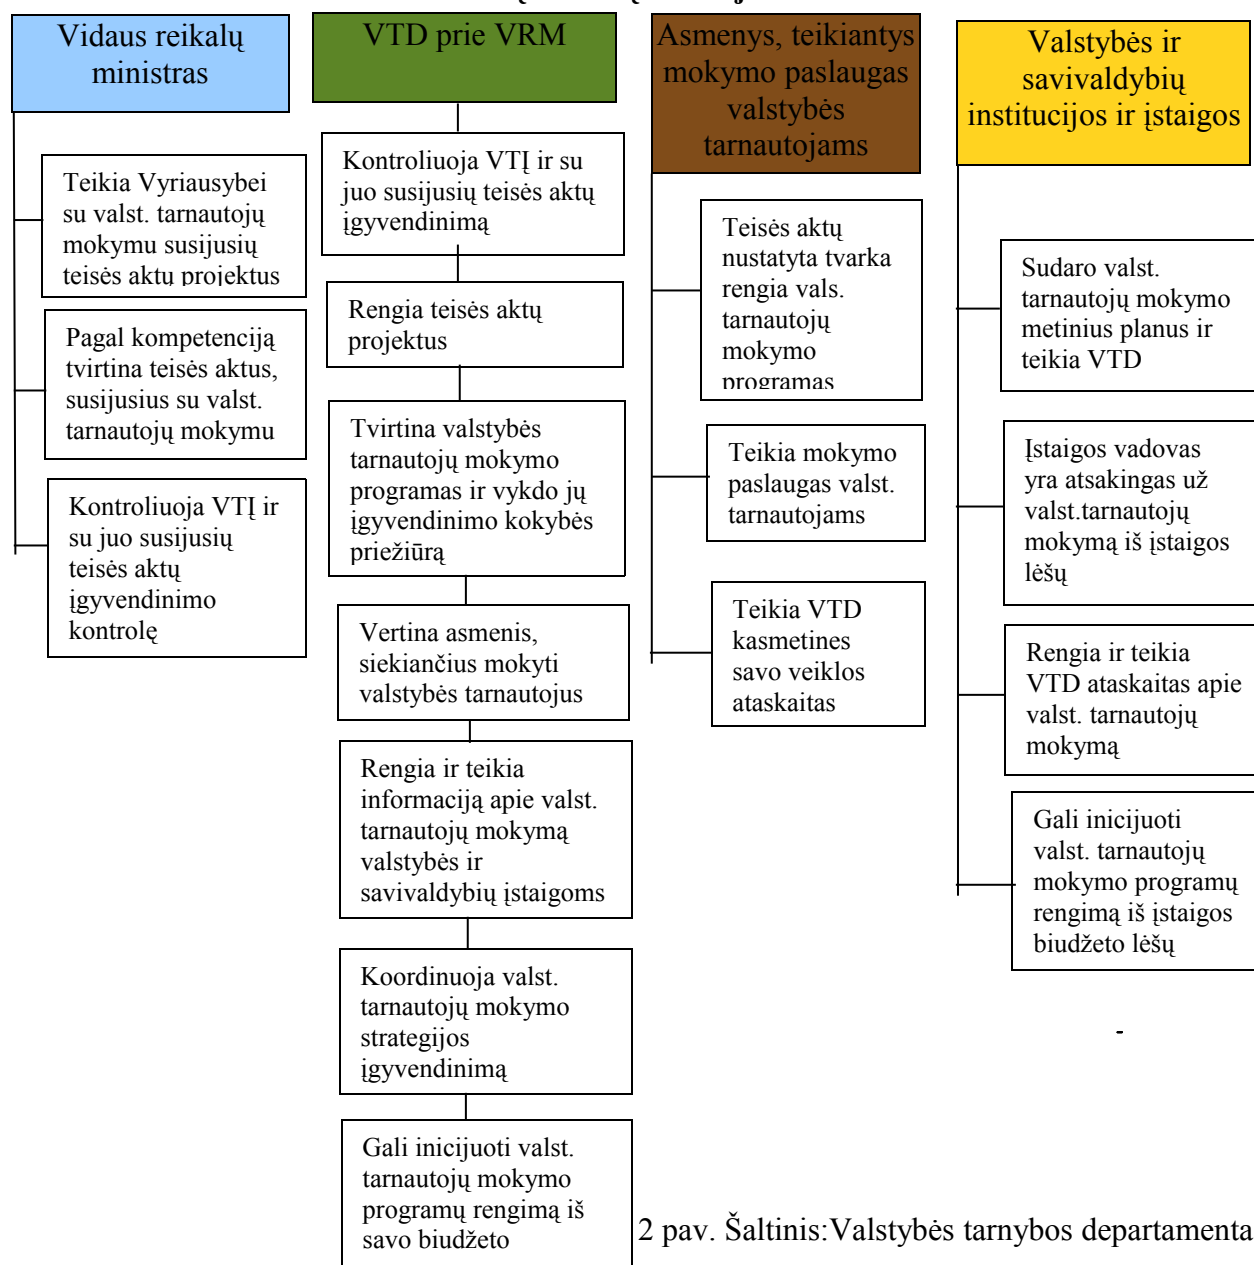 Vidaus reikalų
ministras
Teikia Vyriausybei
su valst. tarnautojų
mokymu susijusių
teisės aktų projektus
Pagal kompetenciją
tvirtina teisės aktus,
susijusius su valst.
tarnautojų mokymu
Kontroliuoja VTĮ ir
su juo susijusių
teisės aktų
įgyvendinimo
kontrolę
VTD prie VRM
Kontroliuoja VTĮ ir su
juo susijusių teisės aktų
įgyvendinimą
Rengia teisės aktų
projektus
Tvirtina valstybės
tarnautojų mokymo
programas ir vykdo jų
įgyvendinimo kokybės
priežiūrą
Vertina asmenis,
siekiančius mokyti
valstybės tarnautojus
Rengia ir teikia
informaciją apie valst.
tarnautojų mokymą
valstybės ir
savivaldybių įstaigoms
Koordinuoja valst.
tarnautojų mokymo
strategijos
įgyvendinimą
Gali inicijuoti valst.
tarnautojų mokymo
programų rengimą iš
savo biudžeto
Asmenys, teikiantys
mokymo paslaugas
valstybės
tarnautojams
Teisės aktų
nustatyta tvarka
rengia vals.
tarnautojų
mokymo
programas
Teikia mokymo
paslaugas valst.
tarnautojams
Teikia VTD
kasmetines
savo veiklos
ataskaitas
Valstybės ir
savivaldybių
institucijos ir įstaigos
Sudaro valst.
tarnautojų mokymo
metinius planus ir
teikia VTD
Įstaigos vadovas
yra atsakingas už
valst.tarnautojų
mokymą iš įstaigos
lėšų
Rengia ir teikia
VTD ataskaitas apie
valst. tarnautojų
mokymą
Gali inicijuoti
valst. tarnautojų
mokymo programų
rengimą iš įstaigos
biudžeto lėšų
-
2 pav. Šaltinis:Valstybės tarnybos departamenta